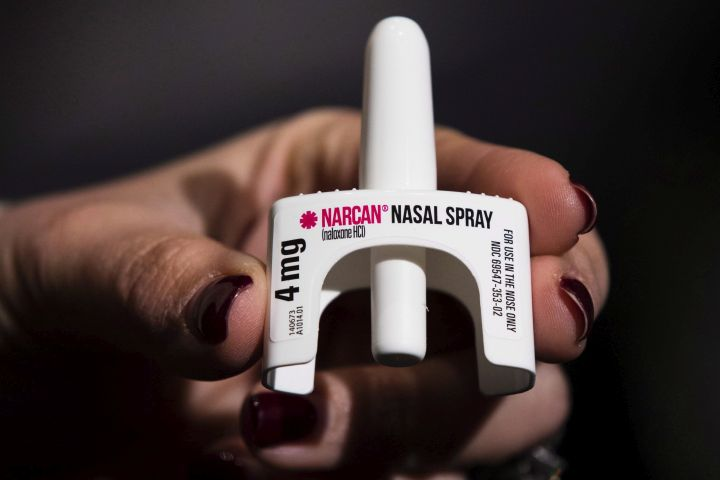 NARCAN® NASAL SPRAY
(naloxone HCl)
4 mg
140673
A1014.01
FOR USE IN THE NOSE ONLY
NDC 69547-353-02